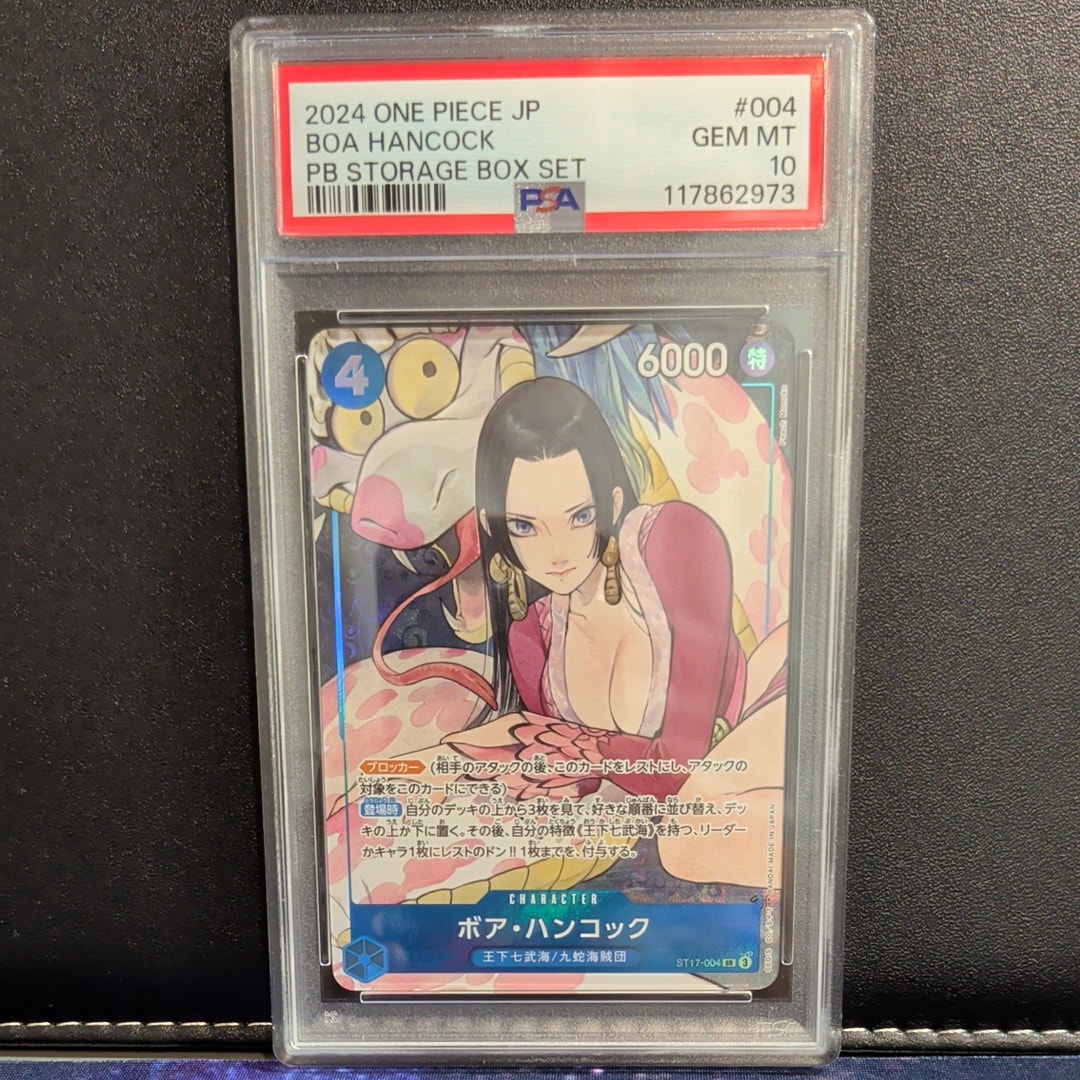 2024 ONE PIECE JP
#004
BOA HANCOCK
GEM MT
PB STORAGE BOX SET
10
PSA
117862973
4
6000
特
ブロッカー (相手のアタックの後、このカードをレストにし、アタックの
対象をこのカードにできる)
登場時 自分のデッキの上から3枚を見て、好きな順番に並び替え、デッ
キの上か下に置く。その後、自分の特徴《王下七武海》を持つ、リーダー
かキャラ1枚にレストのドン!!1枚までを、付与する。
CHARACTER
ボア・ハンコック
王下七武海/九蛇海賊団
ST17-004 SR 3
BANDAI MADE IN JAPAN